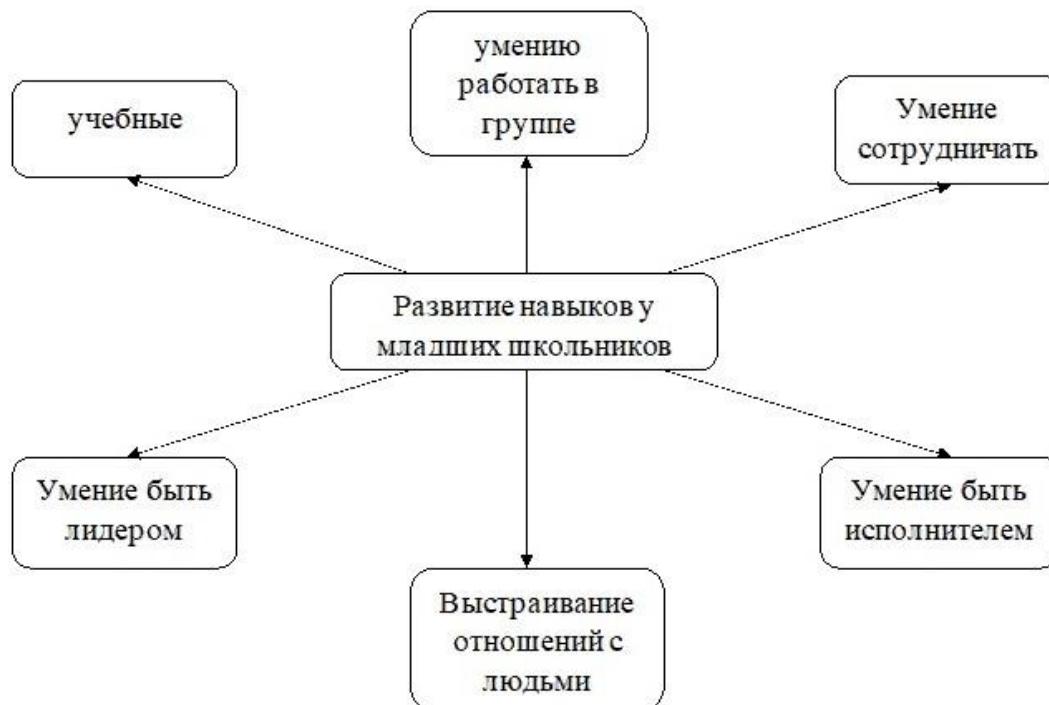 умению
работать в
группе
учебные
Умение
сотрудничать
Развитие навыков у
младших школьников
Умение быть
лидером
Умение быть
исполнителем
Выстраивание
отношений с
людьми